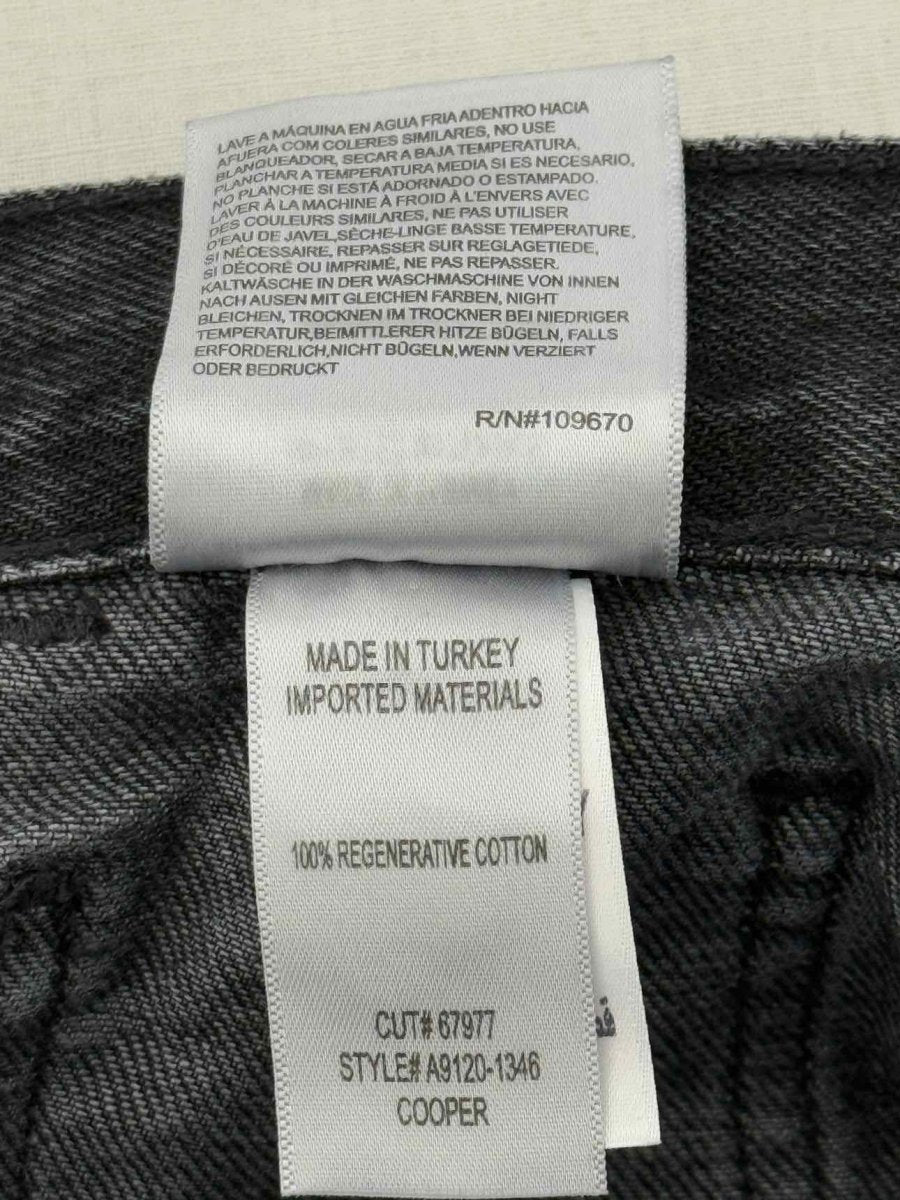 LAVE A MÁQUINA EN AGUA FRIA ADENTRO HACIA
AFUERA COM COLERES SIMILARES, NO USE
BLANQUEADOR, SECAR A BAJA TEMPERATURA,
PLANCHAR A TEMPERATURA MEDIA SI ES NECESARIO,
NO PLANCHE SI ESTÁ ADORNADO O ESTAMPADO.
LAVER À LA MACHINE À FROID À L'ENVERS AVEC
DES COULEURS SIMILARES, NE PAS UTILISER
D'EAU DE JAVEL,SÈCHE-LINGE BASSE TEMPERATURE,
SI NÉCESSAIRE, REPASSER SUR REGLAGETIEDE,
SI DÉCORÉ OU IMPRIMÉ, NE PAS REPASSER.
KALTWÄSCHE IN DER WASCHMASCHINE VON INNEN
NACH AUSEN MIT GLEICHEN FARBEN, NIGHT
BLEICHEN, TROCKNEN IM TROCKNER BEI NIEDRIGER
TEMPERATUR,BEIMITTLERER HITZE BÜGELN, FALLS
ERFORDERLICH,NICHT BÜGELN,WENN VERZIERT
ODER BEDRUCKT
R/N#109670
MADE IN TURKEY
IMPORTED MATERIALS
100% REGENERATIVE COTTON
CUT# 67977
STYLE# A9120-1346
COOPER